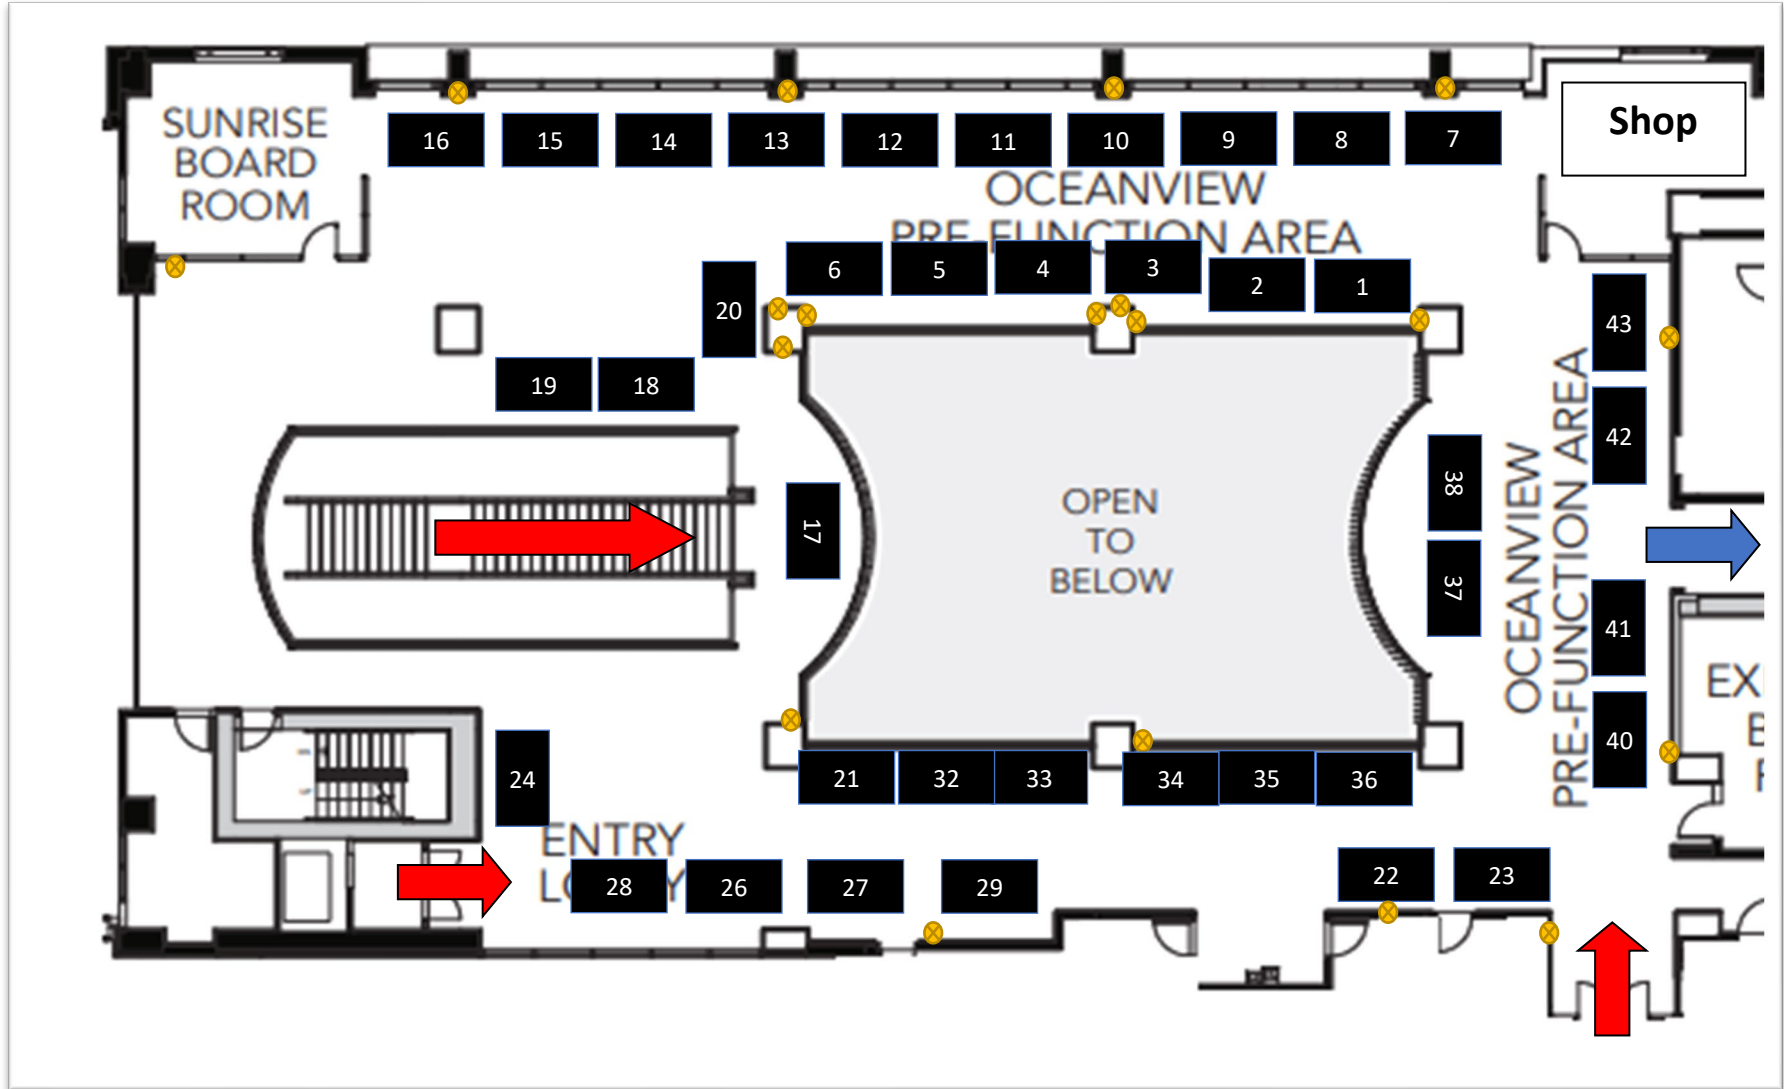 Shop
SUNRISE
BOARD
ROOM
16 15 14 13 12 11 10 9 8 7
OCEANVIEW
PRE-FUNCTION AREA
6 5 4 3 2 1
20
19 18
43
42
41
40
OCEANVIEW
PRE-FUNCTION AREA
38
37
17
OPEN
TO
BELOW
21 32 33 34 35 36
24
ENTRY
28 26 27 29
22 23
EX
B